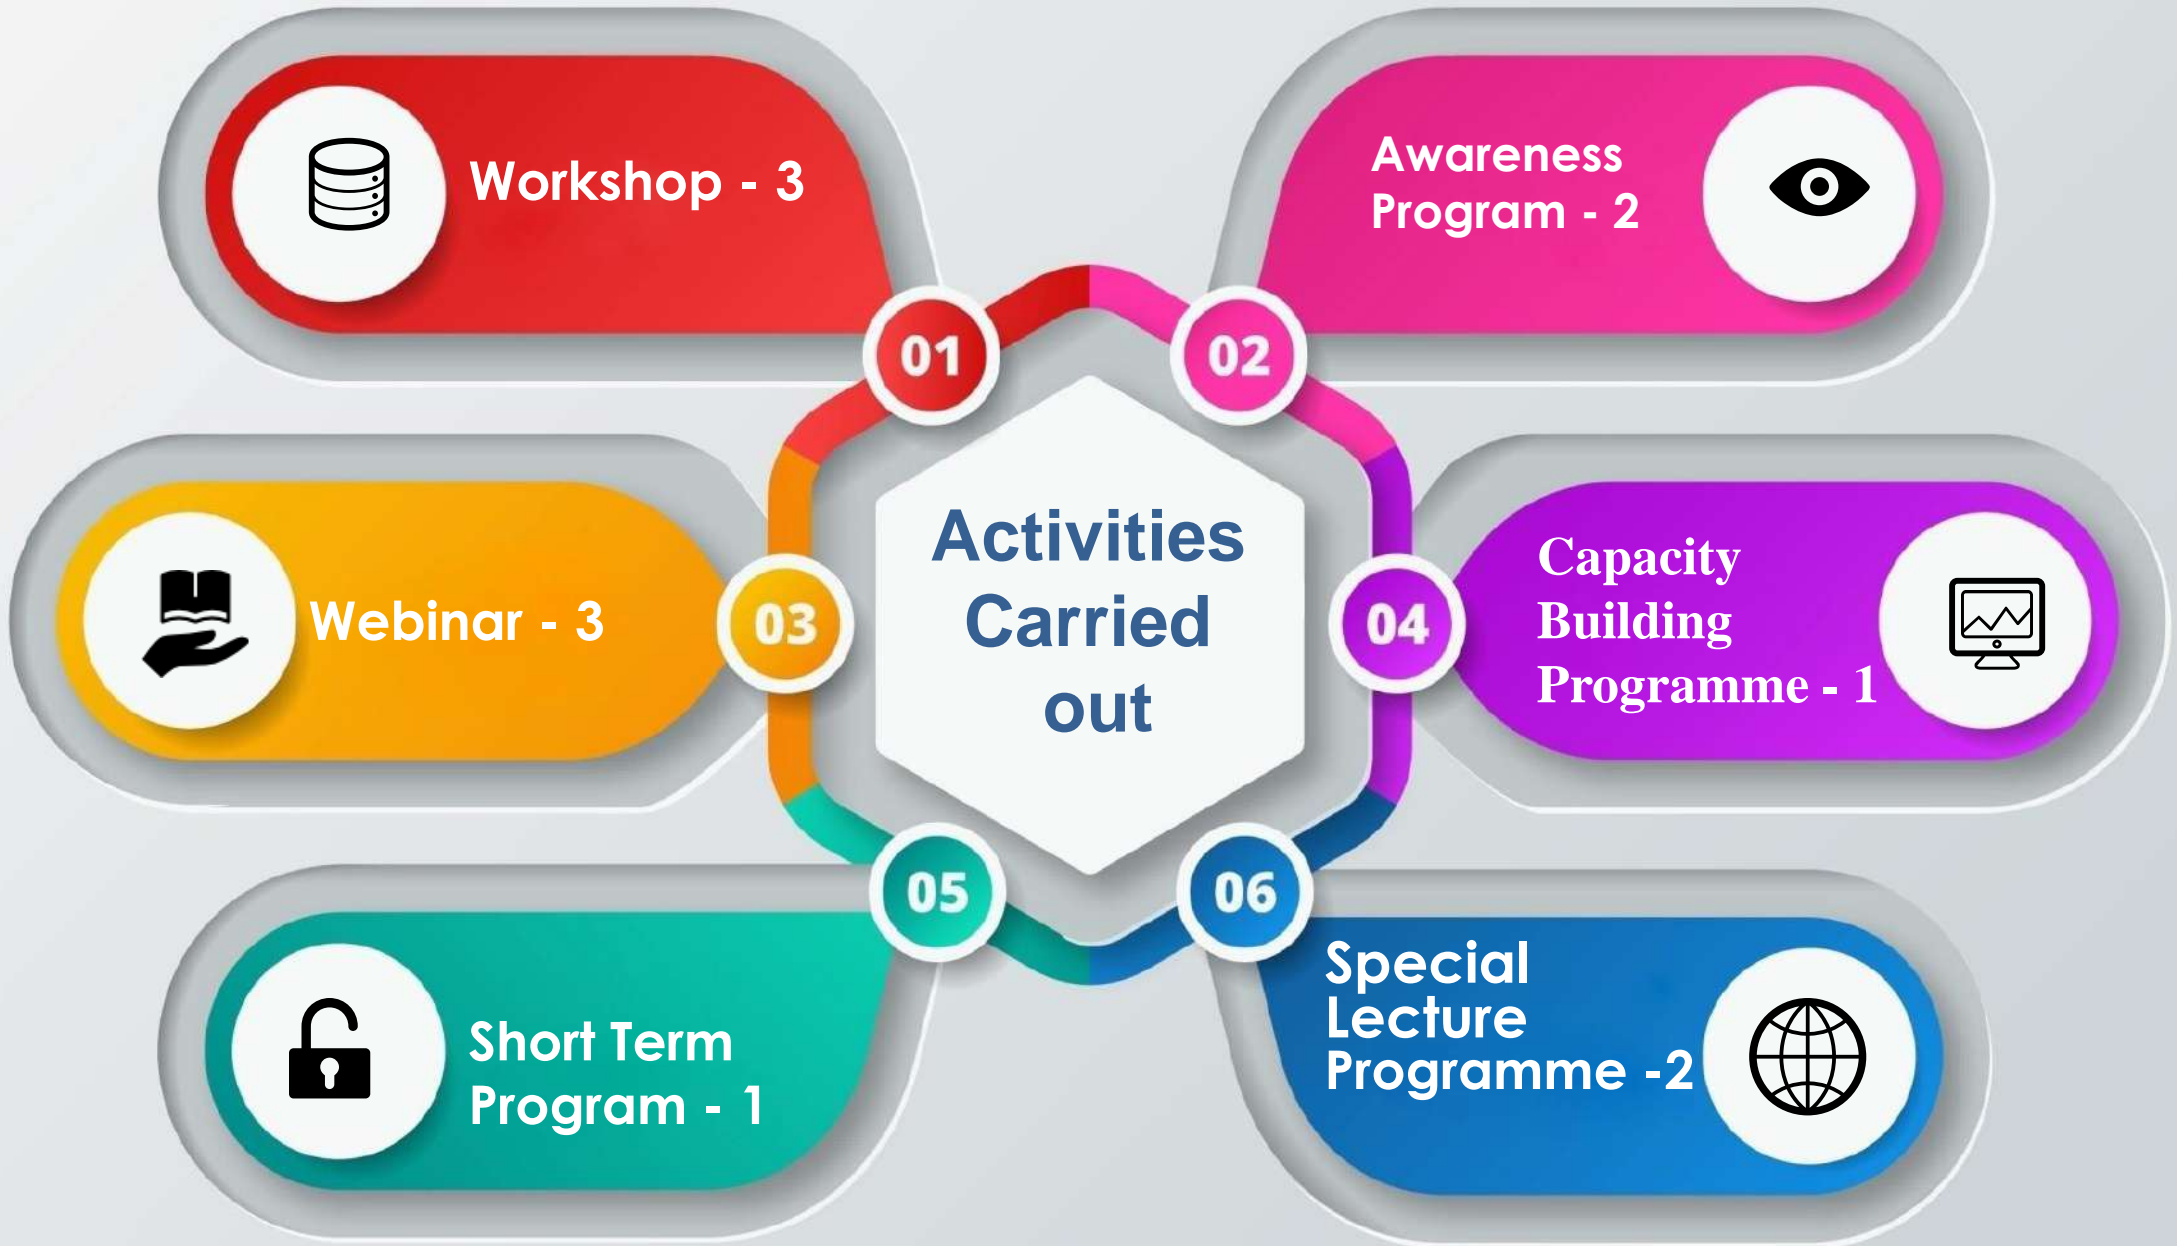 Workshop - 3
01
Awareness
Program - 2
02
Webinar - 3
03
Activities
Carried
out
04
Capacity
Building
Programme - 1
05
Short Term
Program - 1
06
Special
Lecture
Programme -2